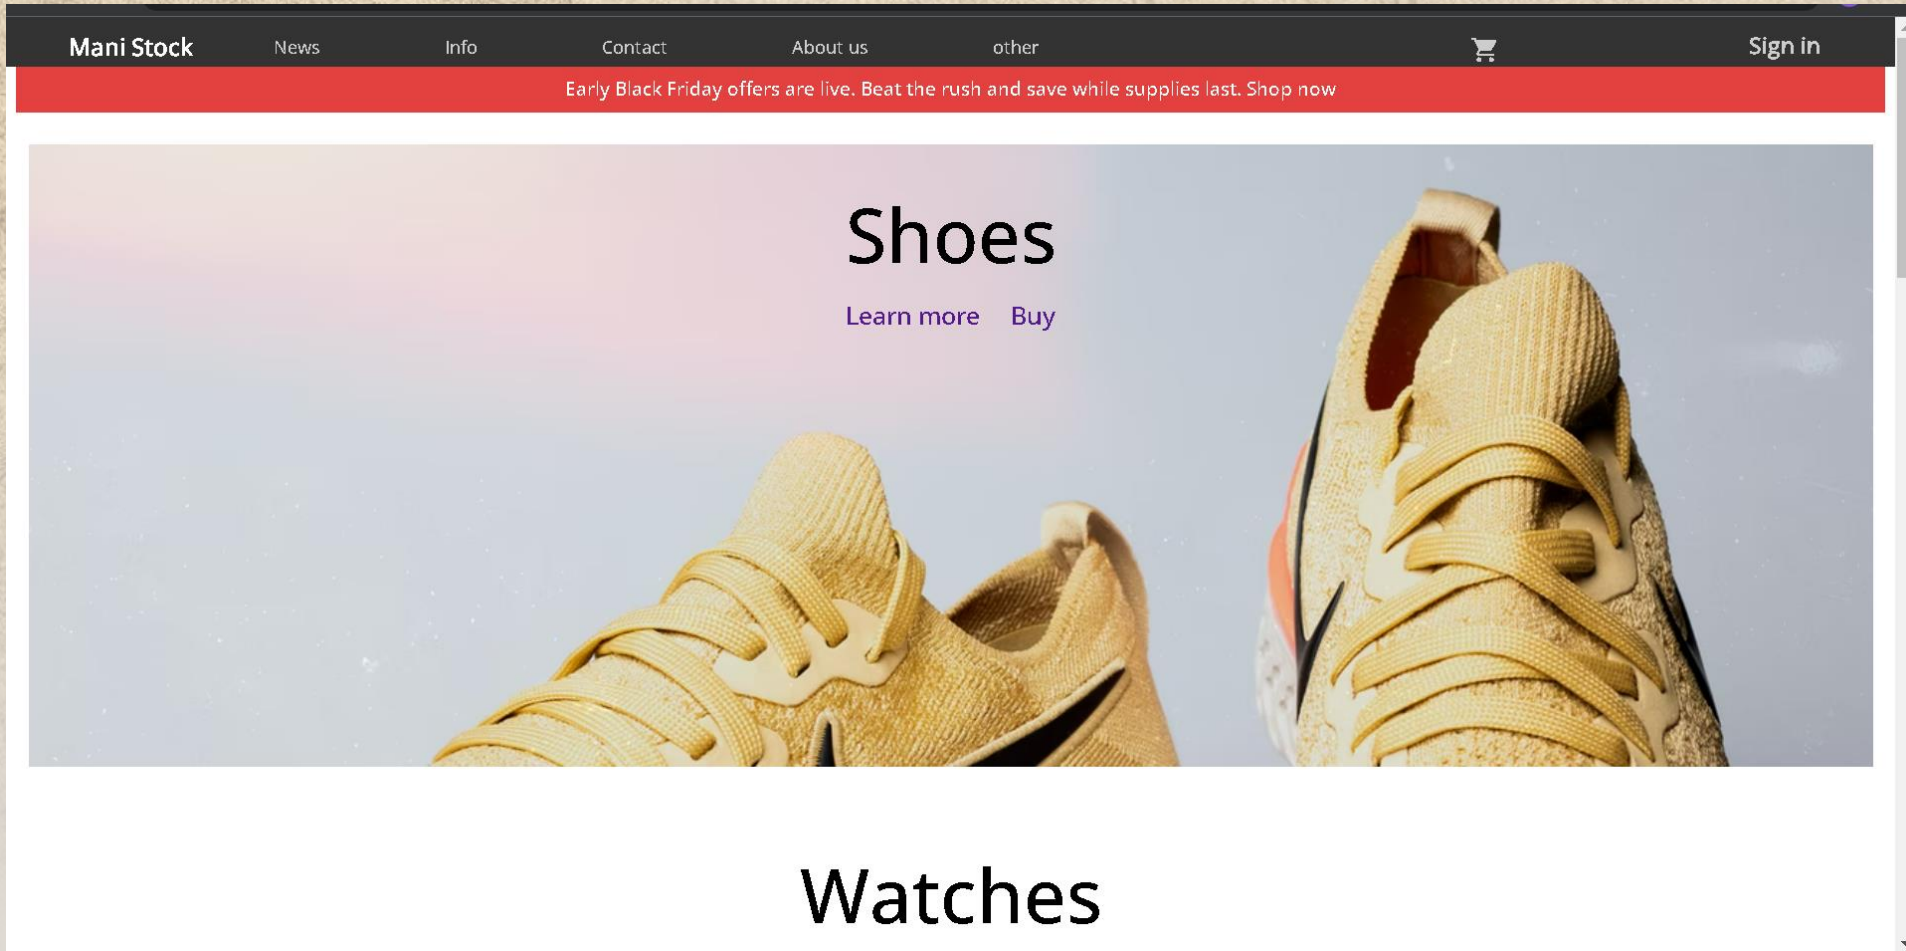 Mani Stock News Info Contact About us other Sign in
Early Black Friday offers are live. Beat the rush and save while supplies last. Shop now
Shoes
Learn more Buy
Watches